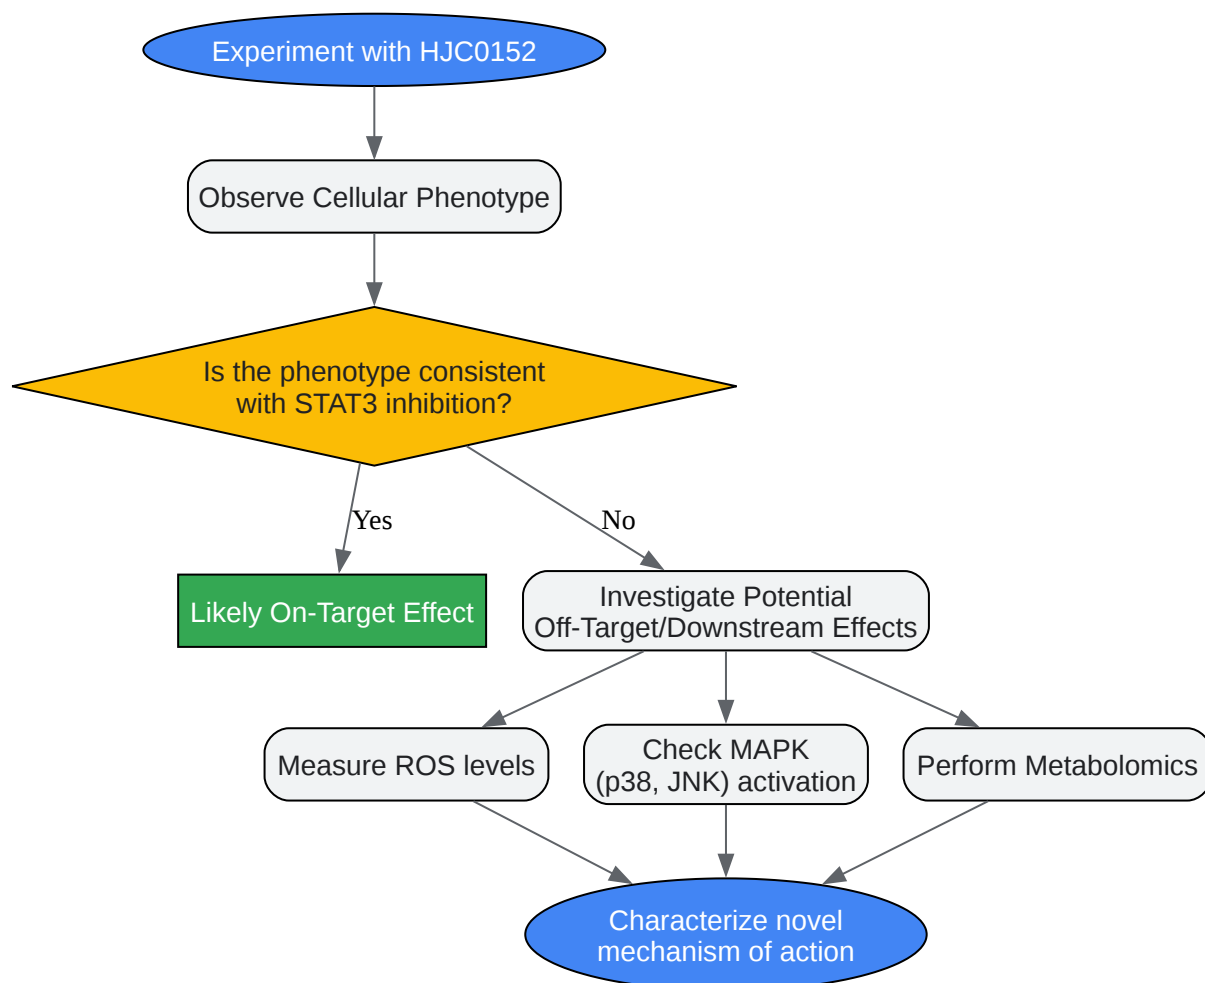 Experiment with HJC0152
Observe Cellular Phenotype
Is the phenotype consistent
with STAT3 inhibition?
Yes
No
Likely On-Target Effect
Investigate Potential
Off-Target/Downstream Effects
Measure ROS levels
Check MAPK
(p38, JNK) activation
Perform Metabolomics
Characterize novel
mechanism of action